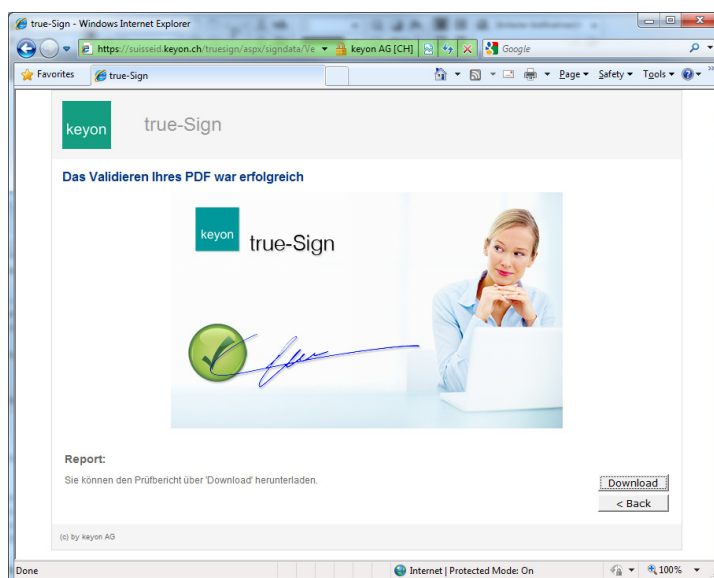 true-Sign - Windows Internet Explorer
https://suisseid.keyon.ch/truesign/aspx/signdata/Ve
keyon AG [CH]
Google
Favorites
true-Sign
Page
Safety
Tools
»
keyon
true-Sign
Das Validieren Ihres PDF war erfolgreich
keyon
true-Sign
Report:
Sie können den Prüfbericht über 'Download' herunterladen.
Download
< Back
(c) by keyon AG
Done
Internet | Protected Mode: On
100%